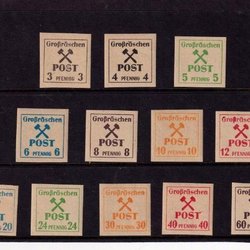 Großräschen
POST
3 PFENNIG 3
Großräschen
POST
4 PFENNIG 4
Großräschen
POST
5 PFENNIG 5
Großräschen
POST
6 PFENNIG 6
Großräschen
POST
8 PFENNIG 8
Großräschen
POST
10 PFENNIG 10
Großräschen
POST
12 PFENNIG
POST
20
Großräschen
POST
24 PFENNIG 24
Großräschen
POST
30 PFENNIG 30
Großräschen
POST
40 PFENNIG 40